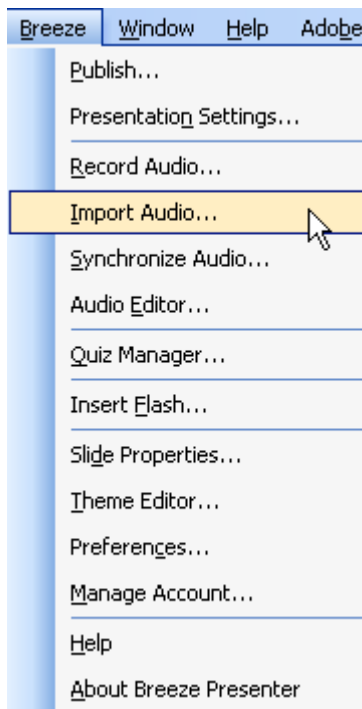 Breeze Window Help Adobe
Publish...
Presentation Settings...
Record Audio...
Import Audio...
Synchronize Audio...
Audio Editor...
Quiz Manager...
Insert Flash...
Slide Properties...
Theme Editor...
Preferences...
Manage Account...
Help
About Breeze Presenter